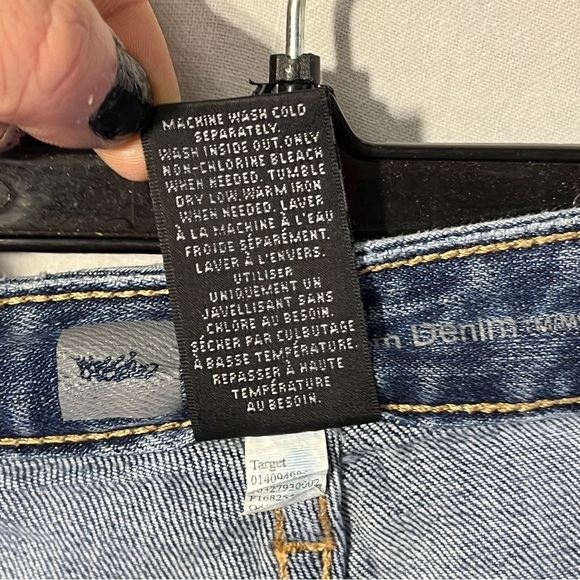 MACHINE WASH COLD
SEPARATELY.
WASH INSIDE OUT. ONLY
NON-CHLORINE BLEACH
WHEN NEEDED. TUMBLE
DRY LOW. WARM IRON
WHEN NEEDED. LAVER
À LA MACHINE À L'EAU
FROIDE SÉPARÉMENT.
LAVER À L'ENVERS.
UTILISER
UNIQUEMENT UN
JAVELLISANT SANS
CHLORE AU BESOIN.
SÉCHER PAR CULBUTAGE
À BASSE TEMPÉRATURE.
REPASSER À HAUTE
TEMPÉRATURE
AU BESOIN.
Denim
Target